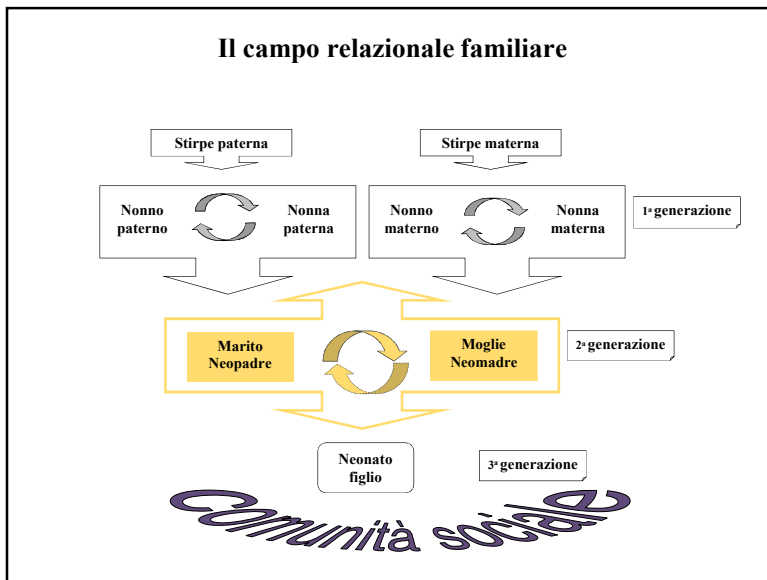 Il campo relazionale familiare
Stirpe paterna
Stirpe materna
Nonno
paterno
Nonna
paterna
Nonno
materno
Nonna
materna
1ª generazione
Marito
Neopadre
Moglie
Neomadre
2ª generazione
Neonato
figlio
3ª generazione
Comunità sociale